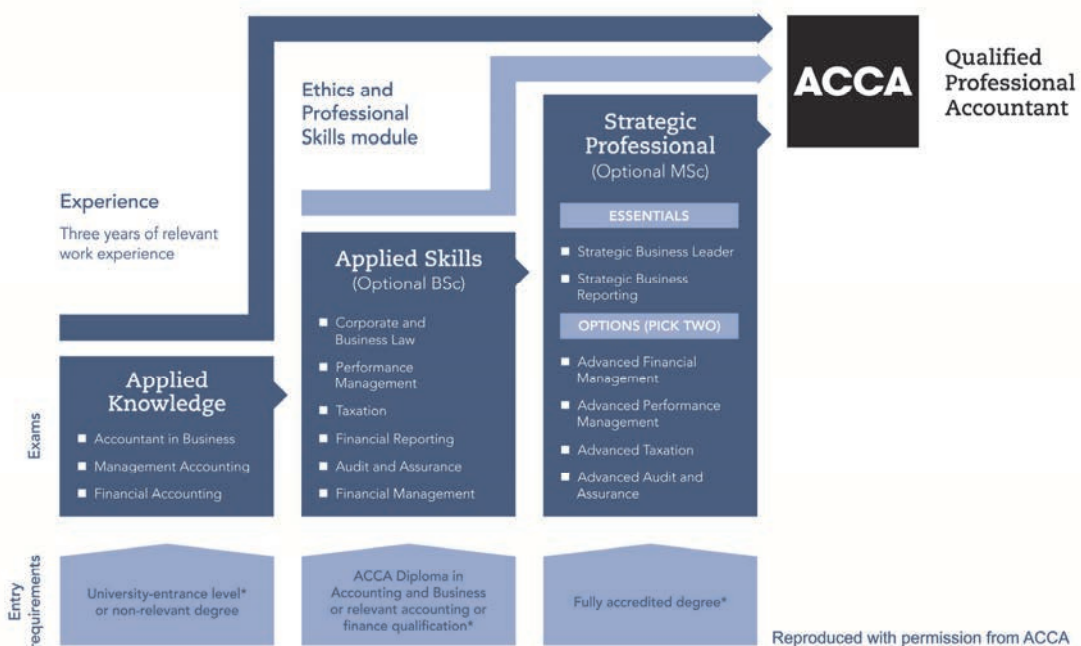 ACCA
Qualified
Professional
Accountant
Ethics and
Professional
Skills module
Experience
Three years of relevant
work experience
Exams
Applied
Knowledge
Accountant in Business
Management Accounting
Financial Accounting
Applied Skills
(Optional BSc)
Corporate and
Business Law
Performance
Management
Taxation
Financial Reporting
Audit and Assurance
Financial Management
Strategic
Professional
(Optional MSc)
ESSENTIALS
Strategic Business Leader
Strategic Business
Reporting
OPTIONS (PICK TWO)
Advanced Financial
Management
Advanced Performance
Management
Advanced Taxation
Advanced Audit and
Assurance
Entry
requirements
University-entrance level*
or non-relevant degree
ACCA Diploma in
Accounting and Business
or relevant accounting or
finance qualification*
Fully accredited degree*
Reproduced with permission from ACCA